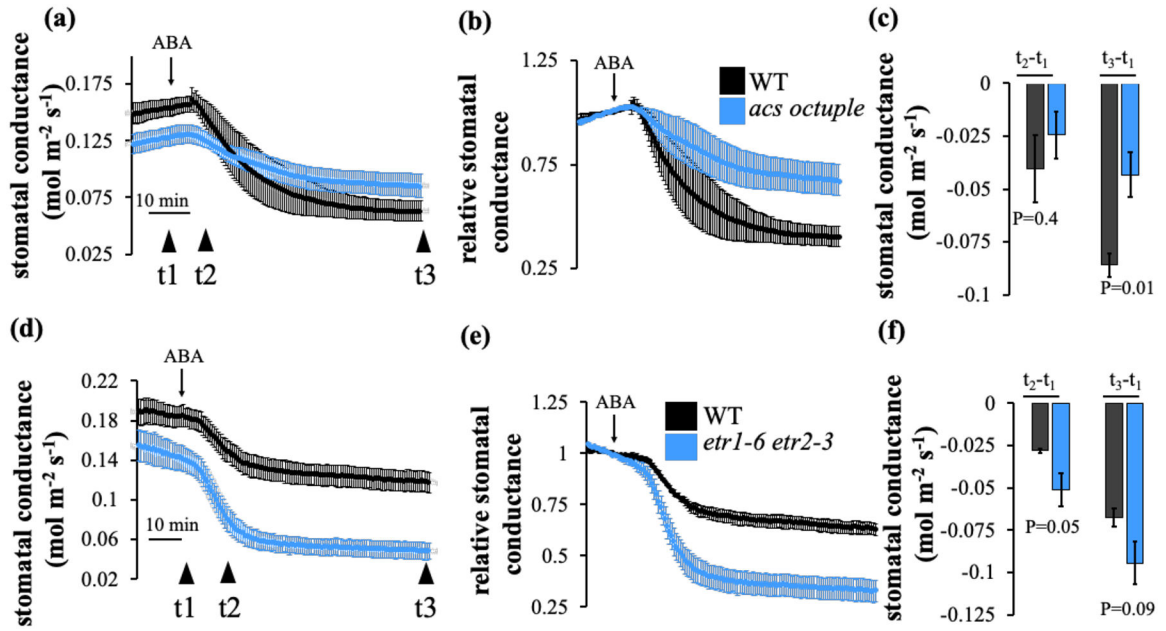 (a)
stomatal conductance
(mol m⁻² s⁻¹)
0.175
0.125
0.075
0.025
ABA
10 min
t1
t2
t3
(b)
relative stomatal
conductance
1.25
0.75
0.25
ABA
WT
acs octuple
(c)
stomatal conductance
(mol m⁻² s⁻¹)
t₂-t₁
t₃-t₁
0
-0.025
-0.05
-0.075
-0.1
P=0.4
P=0.01
(d)
stomatal conductance
(mol m⁻² s⁻¹)
0.22
0.18
0.14
0.1
0.06
0.02
ABA
10 min
t1
t2
t3
(e)
relative stomatal
conductance
1.25
1
0.75
0.5
0.25
ABA
WT
etr1-6 etr2-3
(f)
stomatal conductance
(mol m⁻² s⁻¹)
t₂-t₁
t₃-t₁
0
-0.025
-0.05
-0.075
-0.1
-0.125
P=0.05
P=0.09